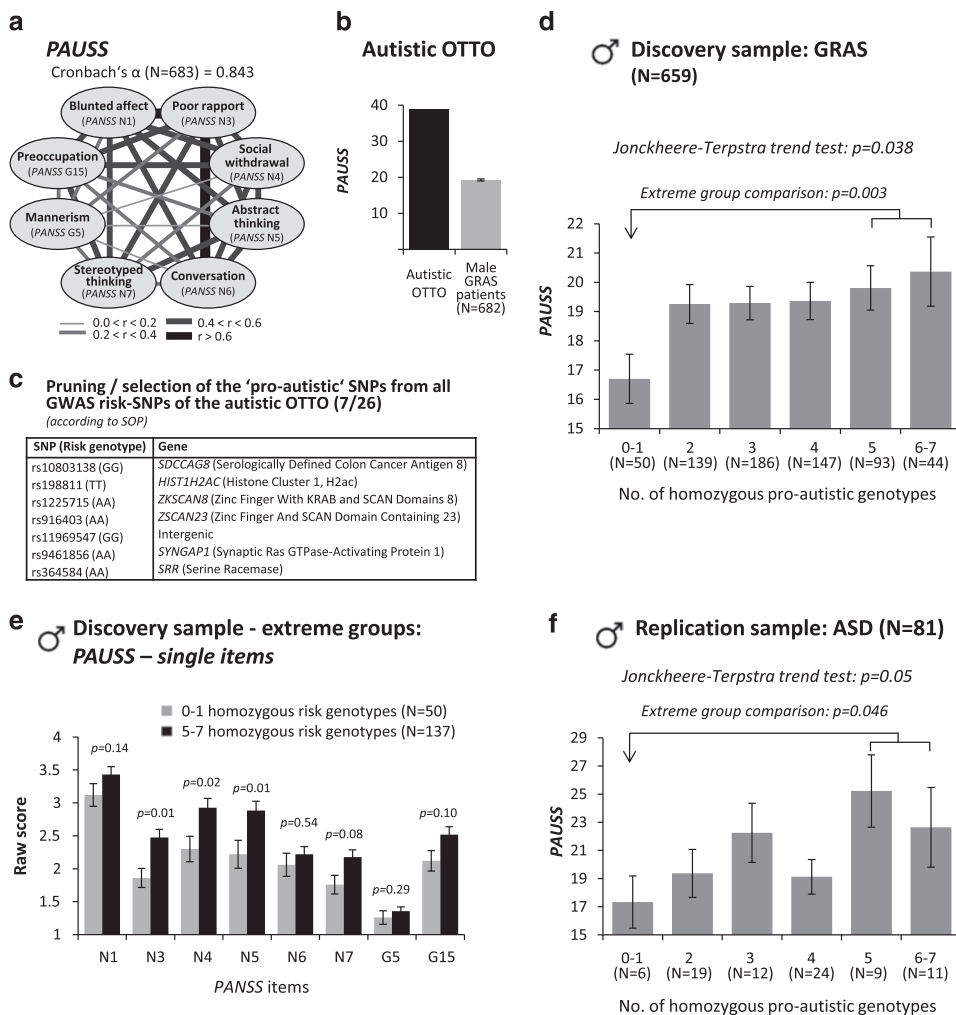 a
PAUSS
Cronbach‘s α (N=683) = 0.843
Blunted affect
(PANSS N1)
Poor rapport
(PANSS N3)
Preoccupation
(PANSS G15)
Social
withdrawal
(PANSS N4)
Mannerism
(PANSS G5)
Abstract
thinking
(PANSS N5)
Stereotyped
thinking
(PANSS N7)
Conversation
(PANSS N6)
0.0 < r < 0.2
0.2 < r < 0.4
0.4 < r < 0.6
r > 0.6
b
Autistic OTTO
PAUSS
40
30
20
10
Autistic
OTTO
Male
GRAS
patients
(N=682)
c
Pruning / selection of the ‘pro-autistic‘ SNPs from all
GWAS risk-SNPs of the autistic OTTO (7/26)
(according to SOP)
SNP (Risk genotype) Gene
rs10803138 (GG) SDCCAG8 (Serologically Defined Colon Cancer Antigen 8)
rs198811 (TT) HIST1H2AC (Histone Cluster 1, H2ac)
rs1225715 (AA) ZKSCAN8 (Zinc Finger With KRAB and SCAN Domains 8)
rs916403 (AA) ZSCAN23 (Zinc Finger And SCAN Domain Containing 23)
rs11969547 (GG) Intergenic
rs9461856 (AA) SYNGAP1 (Synaptic Ras GTPase-Activating Protein 1)
rs364584 (AA) SRR (Serine Racemase)
d
♂ Discovery sample: GRAS
(N=659)
Jonckheere-Terpstra trend test: p=0.038
Extreme group comparison: p=0.003
PAUSS
22
21
20
19
18
17
16
15
0-1 2 3 4 5 6-7
(N=50) (N=139) (N=186) (N=147) (N=93) (N=44)
No. of homozygous pro-autistic genotypes
e
♂ Discovery sample - extreme groups:
PAUSS – single items
0-1 homozygous risk genotypes (N=50)
5-7 homozygous risk genotypes (N=137)
Raw score
4
3.5
3
2.5
2
1.5
1
p=0.14
p=0.01
p=0.02
p=0.01
p=0.54
p=0.08
p=0.29
p=0.10
N1 N3 N4 N5 N6 N7 G5 G15
PANSS items
f
♂ Replication sample: ASD (N=81)
Jonckheere-Terpstra trend test: p=0.05
Extreme group comparison: p=0.046
PAUSS
29
27
25
23
21
19
17
15
0-1 2 3 4 5 6-7
(N=6) (N=19) (N=12) (N=24) (N=9) (N=11)
No. of homozygous pro-autistic genotypes